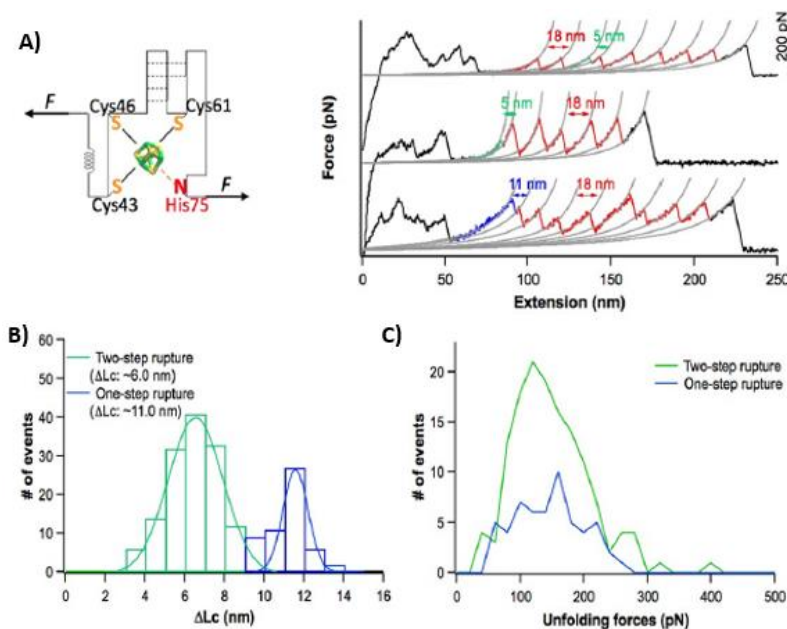 A)
Cys46
Cys61
S
S
F
F
S
N
Cys43
His75
Force (pN)
200 pN
18 nm
5 nm
5 nm
18 nm
11 nm
18 nm
0
50
100
150
200
250
Extension (nm)
B)
# of events
60
50
40
30
20
10
0
Two-step rupture
(ΔLc: ~6.0 nm)
One-step rupture
(ΔLc: ~11.0 nm)
0 2 4 6 8 10 12 14 16
ΔLc (nm)
C)
# of events
20
15
10
5
0
Two-step rupture
One-step rupture
0 100 200 300 400 500
Unfolding forces (pN)